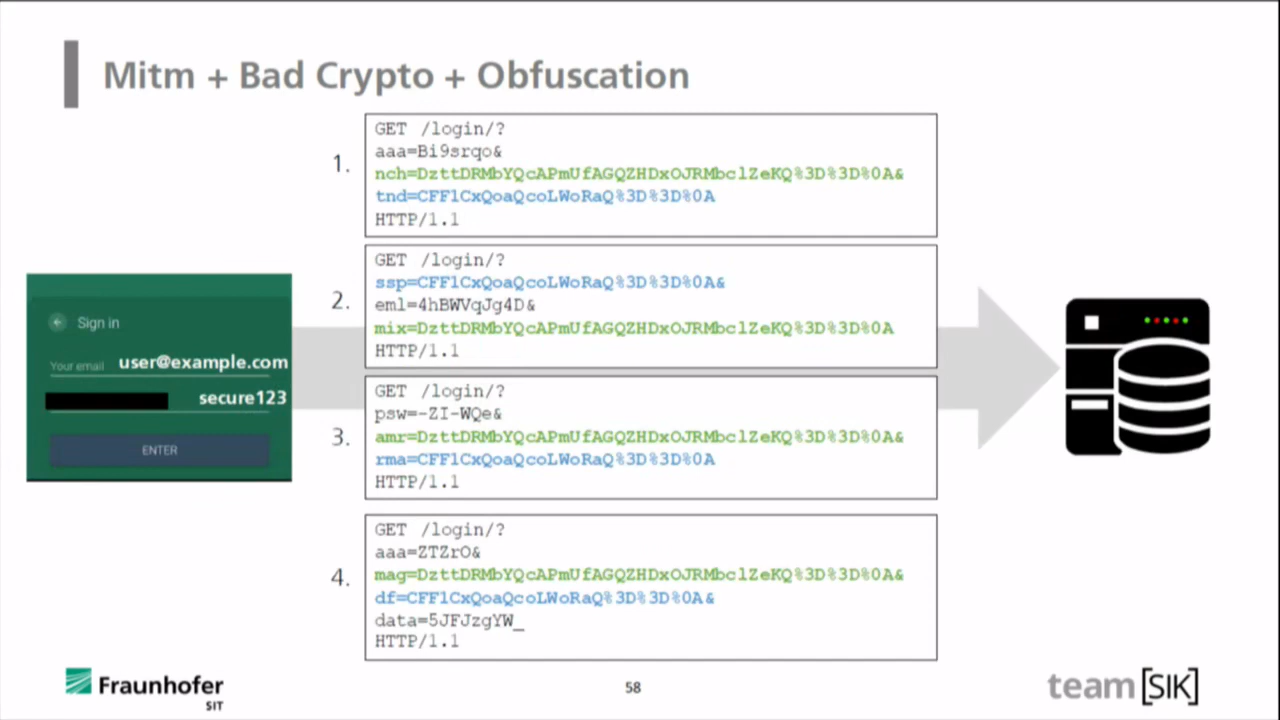 Mitm + Bad Crypto + Obfuscation
1.
GET /login/?
aaa=Bi9srqo&
nch=DzttDRMbYQcAPmUfAGQZHDxOJRMbclZeKQ%3D%3D%0A&
tnd=CFF1CxQoaQcoLWoRaQ%3D%3D%0A
HTTP/1.1
2.
GET /login/?
ssp=CFF1CxQoaQcoLWoRaQ%3D%3D%0A&
eml=4hBWVqJg4D&
mix=DzttDRMbYQcAPmUfAGQZHDxOJRMbclZeKQ%3D%3D%0A
HTTP/1.1
Sign in
Your email user@example.com
secure123
ENTER
3.
GET /login/?
psw=-ZI-WQe&
amr=DzttDRMbYQcAPmUfAGQZHDxOJRMbclZeKQ%3D%3D%0A&
rma=CFF1CxQoaQcoLWoRaQ%3D%3D%0A
HTTP/1.1
4.
GET /login/?
aaa=ZTZrO&
mag=DzttDRMbYQcAPmUfAGQZHDxOJRMbclZeKQ%3D%3D%0A&
df=CFF1CxQoaQcoLWoRaQ%3D%3D%0A&
data=5JFJzgYW_
HTTP/1.1
Fraunhofer
SIT
58
team[SIK]